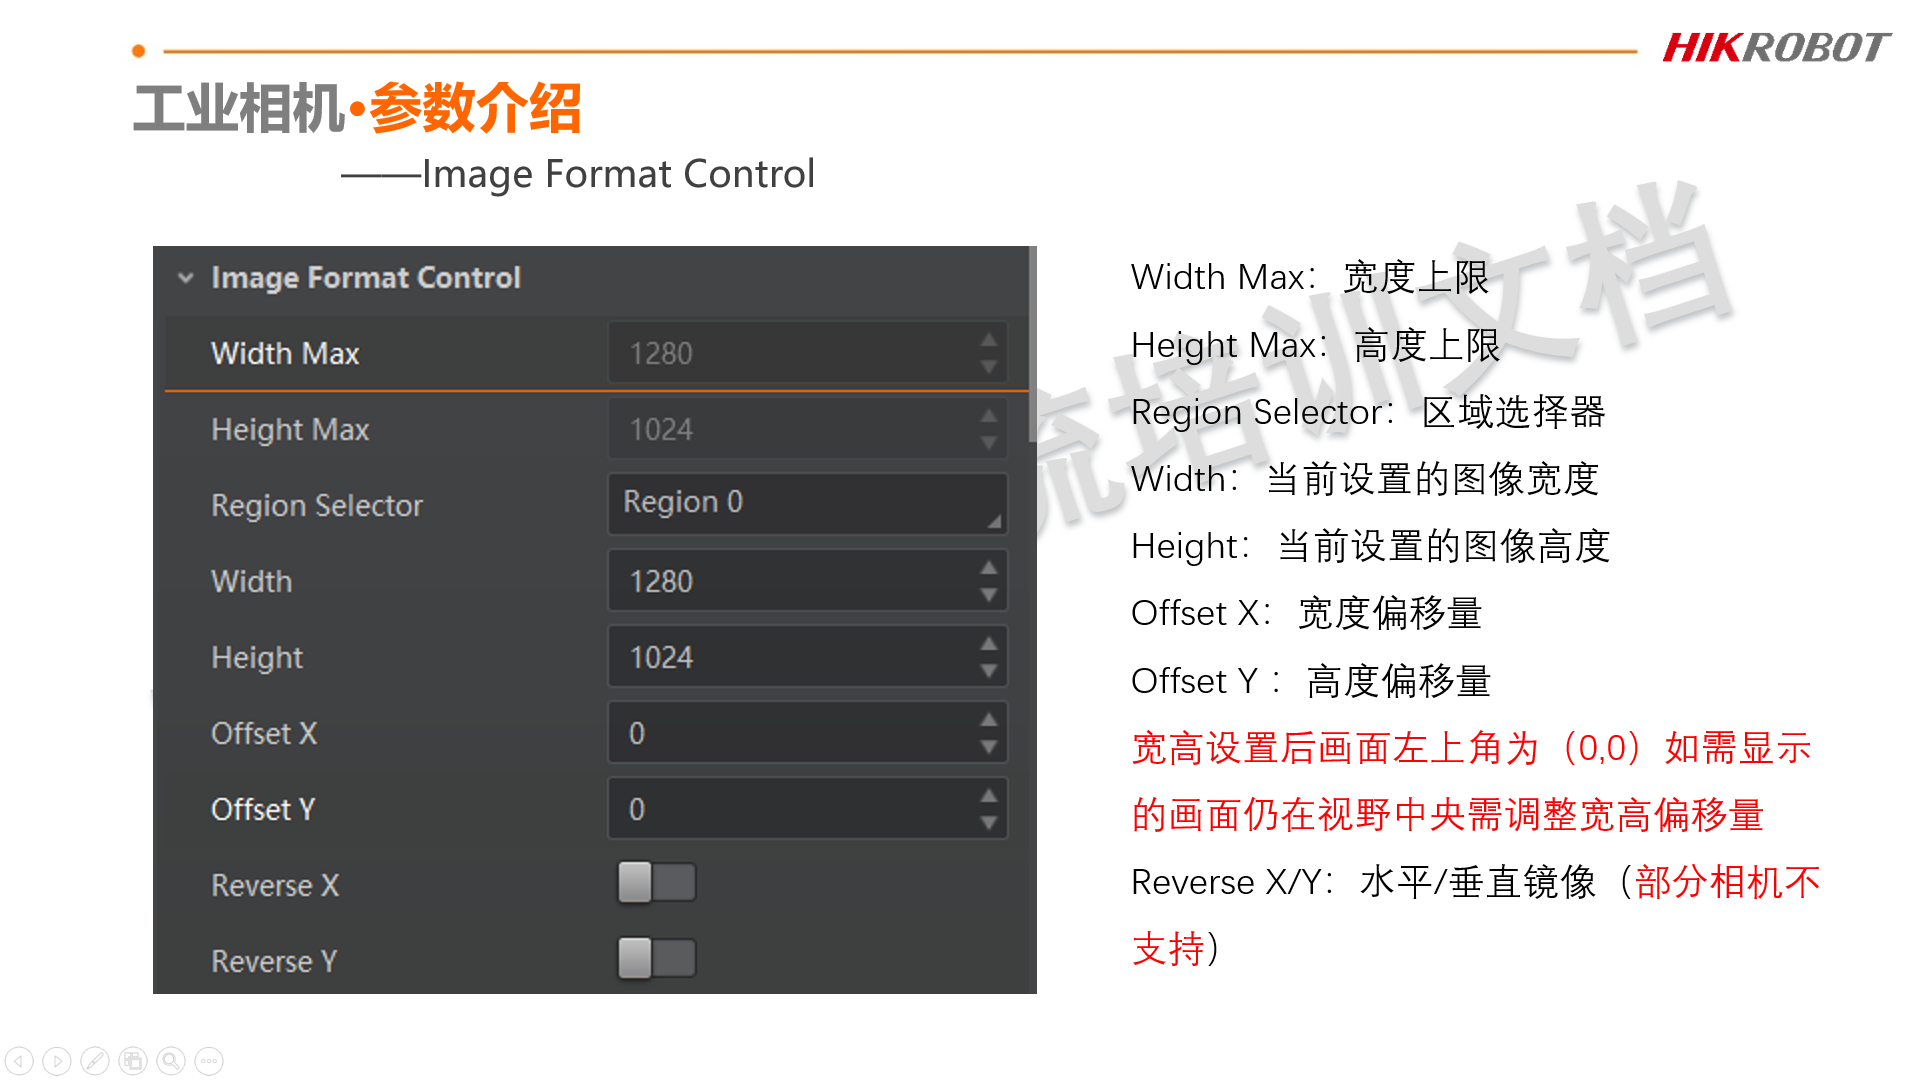 HIKROBOT
工业相机•参数介绍
——Image Format Control
Image Format Control
Width Max 1280
Height Max 1024
Region Selector Region 0
Width 1280
Height 1024
Offset X 0
Offset Y 0
Reverse X
Reverse Y
Width Max：宽度上限
Height Max：高度上限
Region Selector：区域选择器
Width：当前设置的图像宽度
Height：当前设置的图像高度
Offset X：宽度偏移量
Offset Y ：高度偏移量
宽高设置后画面左上角为（0,0）如需显示
的画面仍在视野中央需调整宽高偏移量
Reverse X/Y：水平/垂直镜像（部分相机不
支持）
流培训文档